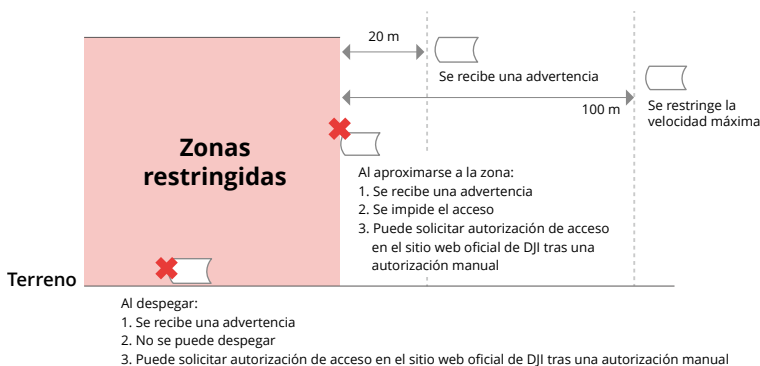 20 m
Se recibe una advertencia
100 m
Se restringe la
velocidad máxima
Zonas
restringidas
Al aproximarse a la zona:
1. Se recibe una advertencia
2. Se impide el acceso
3. Puede solicitar autorización de acceso
en el sitio web oficial de DJI tras una
autorización manual
Terreno
Al despegar:
1. Se recibe una advertencia
2. No se puede despegar
3. Puede solicitar autorización de acceso en el sitio web oficial de DJI tras una autorización manual